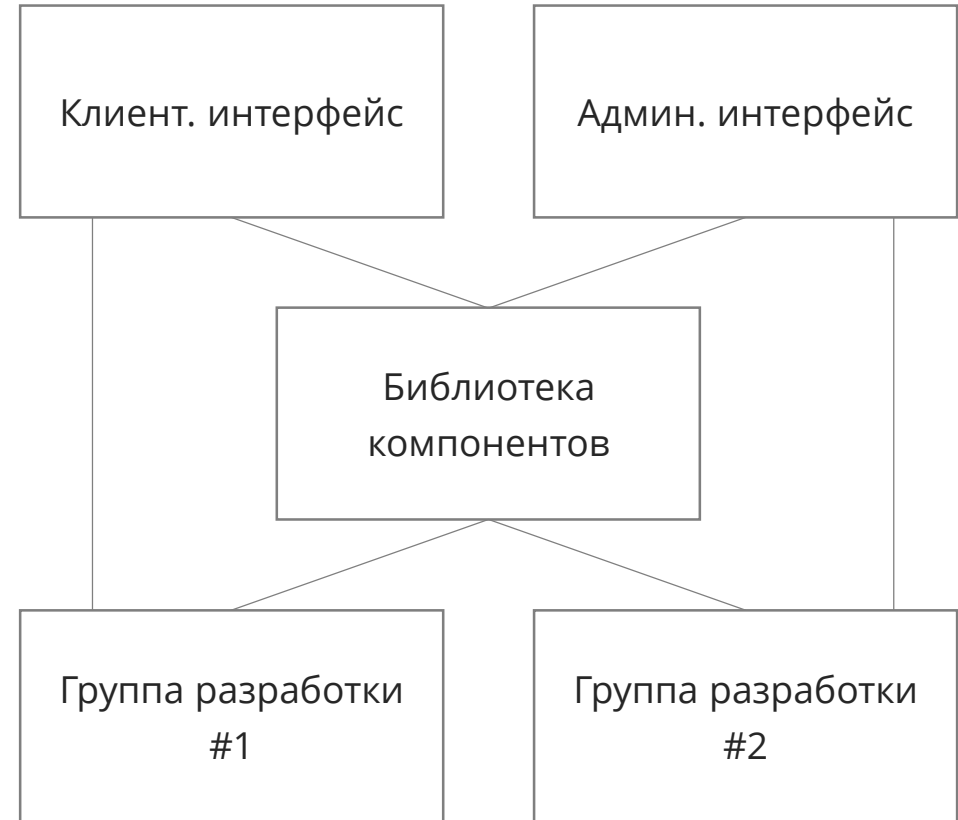 Клиент. интерфейс
Админ. интерфейс
Библиотека
компонентов
Группа разработки
#1
Группа разработки
#2